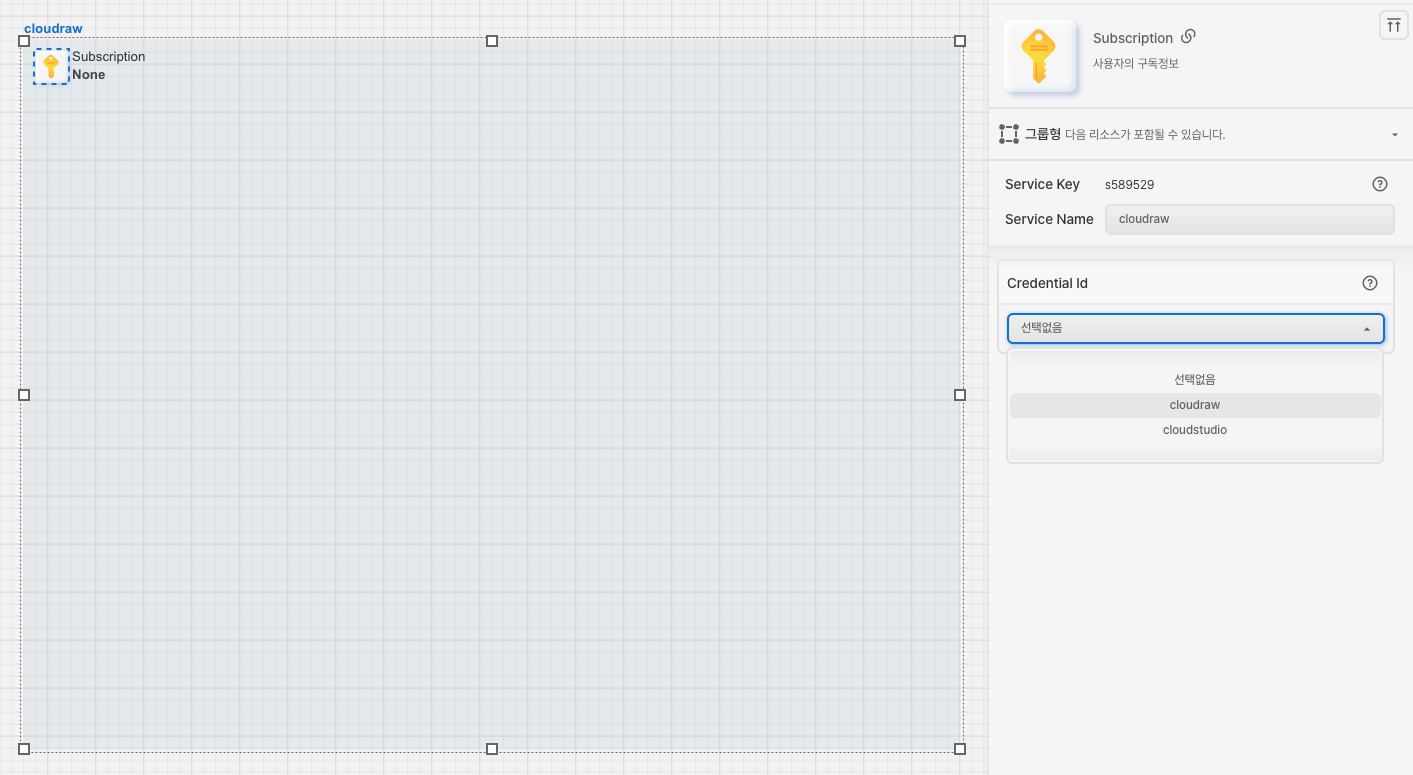 cloudraw
Subscription
None
Subscription
사용자의 구독정보
그룹형 다음 리소스가 포함될 수 있습니다.
Service Key s589529
Service Name cloudraw
Credential Id
선택없음
선택없음
cloudraw
cloudstudio